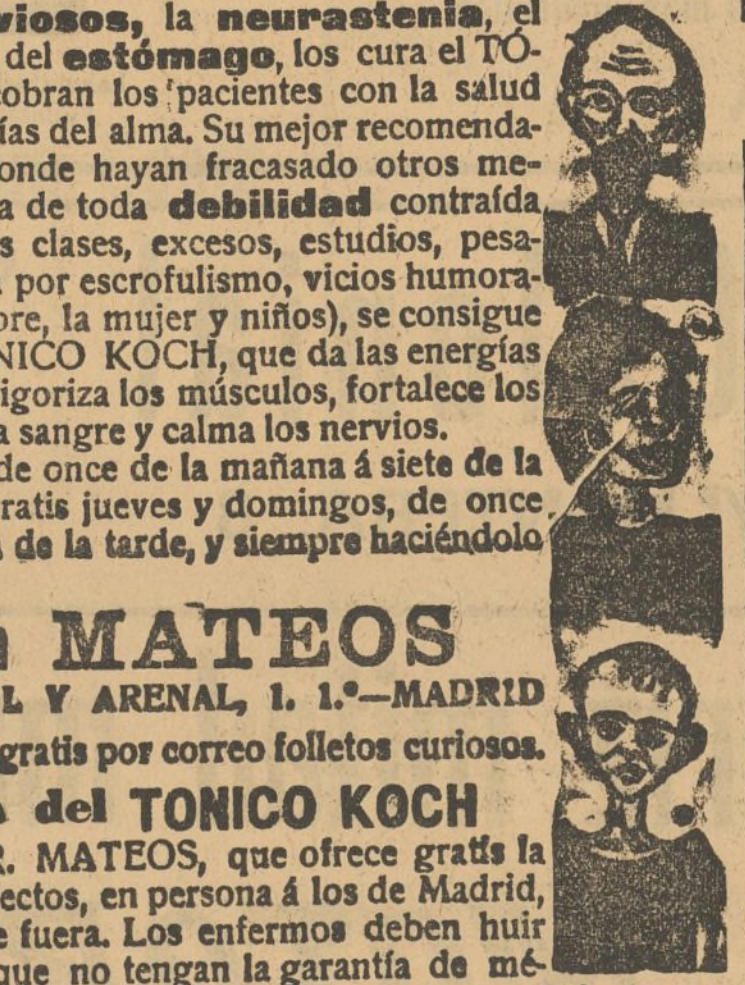 viosos, la neurastenia, el
del estómago, los cura el TÓ-
cobran los pacientes con la salud
ías del alma. Su mejor recomenda-
onde hayan fracasado otros me-
a de toda debilidad contraída
s clases, excesos, estudios, pesa-
por escrofulismo, vicios humora-
bre, la mujer y niños), se consigue
NICO KOCH, que da las energías
igoriza los músculos, fortalece los
a sangre y calma los nervios.
de once de la mañana á siete de la
ratis jueves y domingos, de once
de la tarde, y siempre haciéndolo
MATEOS
L Y ARENAL, 1. 1.º—MADRID
gratis por correo folletos curiosos.
del TONICO KOCH
R. MATEOS, que ofrece gratis la
ectos, en persona á los de Madrid,
e fuera. Los enfermos deben huir
que no tengan la garantía de mé-